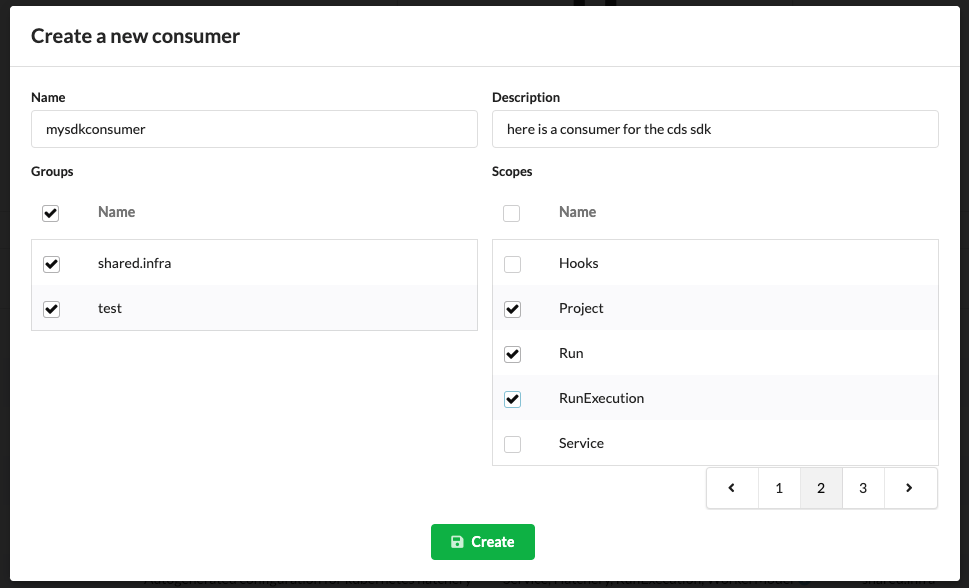 Create a new consumer
Name
Description
mysdkconsumer
here is a consumer for the cds sdk
Groups
Scopes
Name
Name
shared.infra
Hooks
test
Project
Run
RunExecution
Service
1 2 3
Create